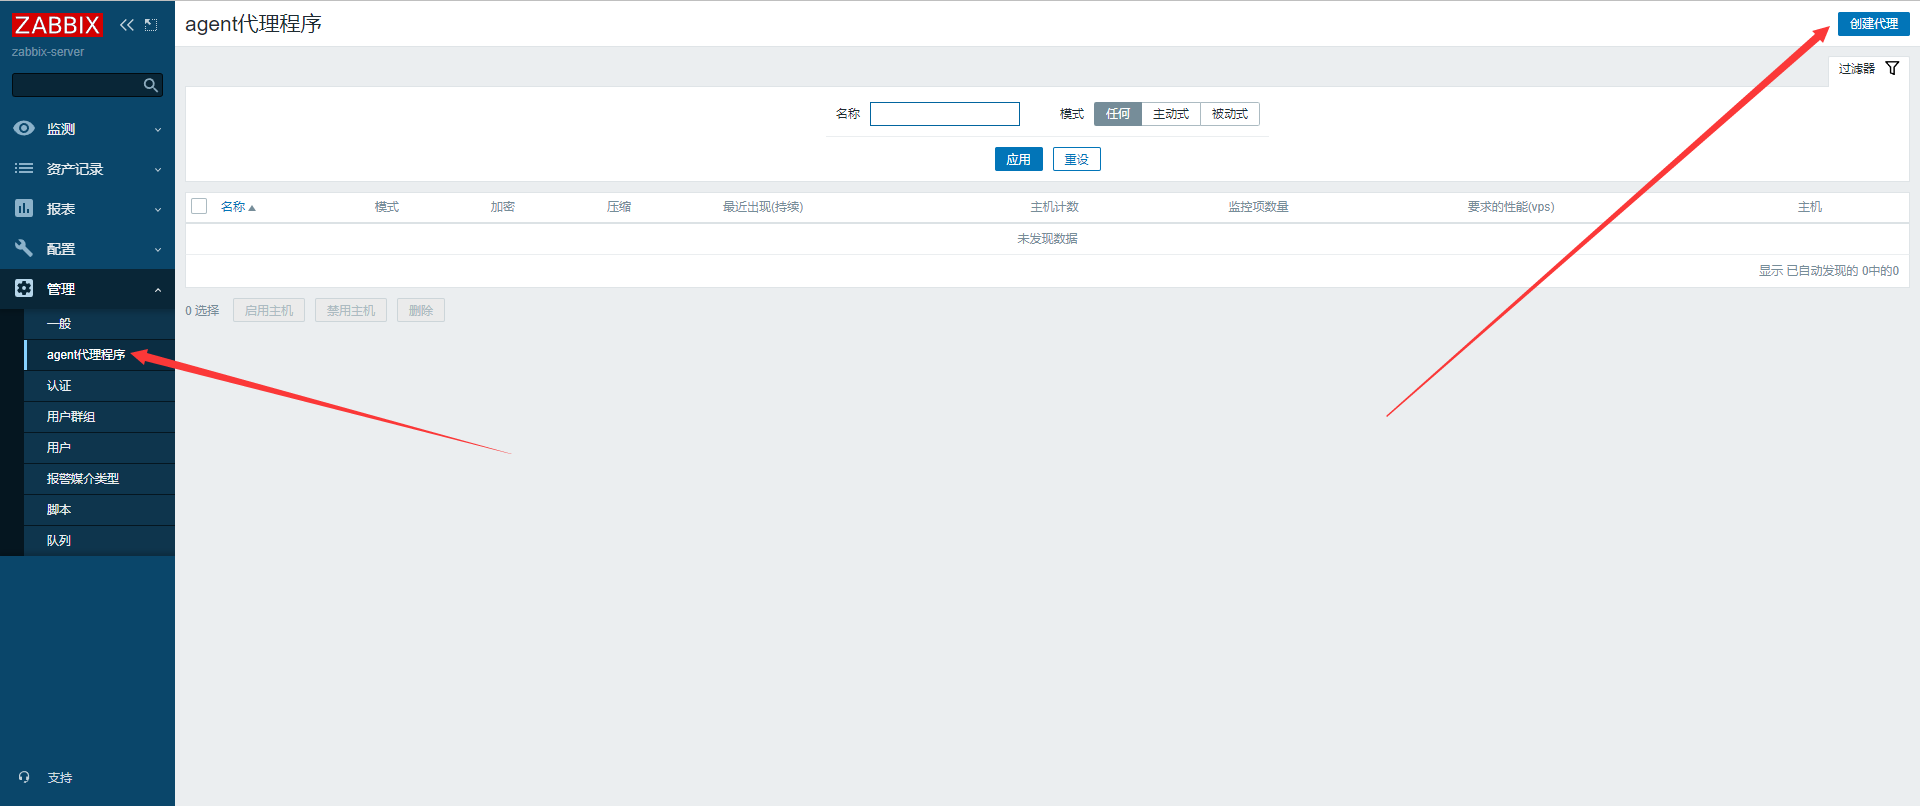 ZABBIX
zabbix-server
监测
资产记录
报表
配置
管理
一般
agent代理程序
认证
用户群组
用户
报警媒介类型
脚本
队列
支持
agent代理程序
创建代理
过滤器
名称 模式 任何 主动式 被动式
应用 重设
名称 模式 加密 压缩 最近出现(持续) 主机计数 监控项数量 要求的性能(vps) 主机
未发现数据
显示 已自动发现的 0中的0
0 选择 启用主机 禁用主机 删除